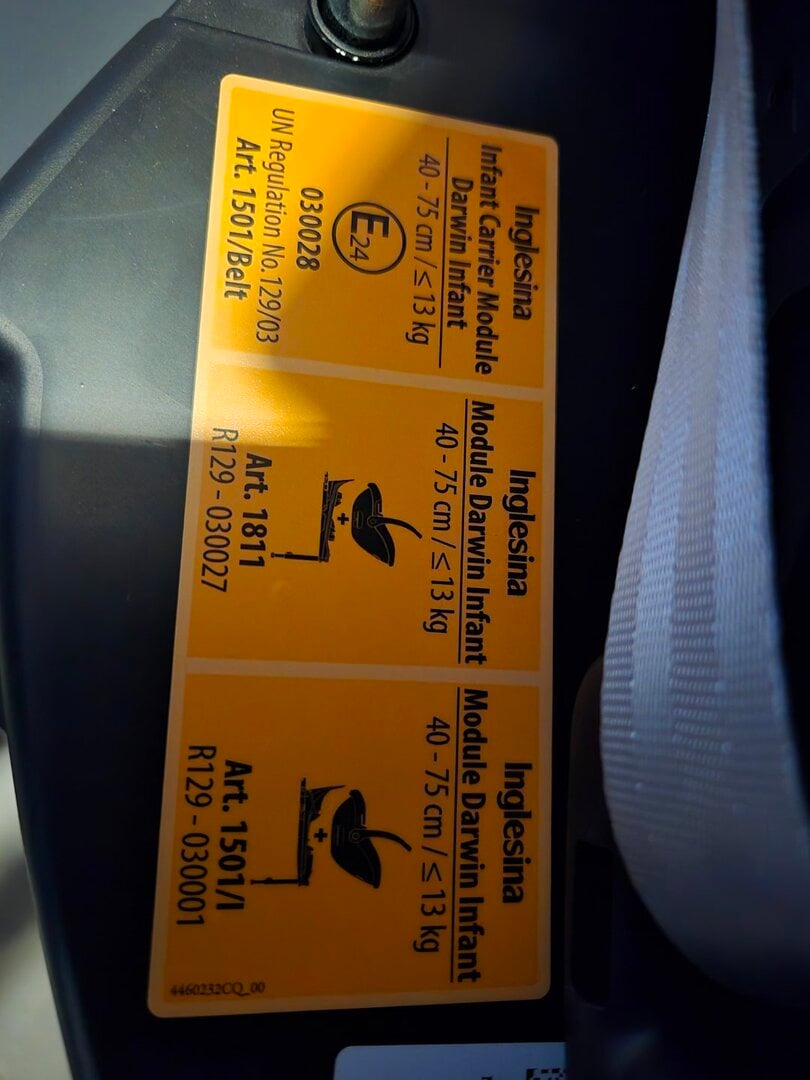 Inglesina
Infant Carrier Module
Darwin Infant
40 - 75 cm / ≤ 13 kg
E24
030028
UN Regulation No.129/03
Art. 1501/Belt
Inglesina
Module Darwin Infant
40 - 75 cm / ≤ 13 kg
+
Art. 1811
R129 - 030027
Inglesina
Module Darwin Infant
40 - 75 cm / ≤ 13 kg
+
Art. 1501/I
R129 - 030001
4460232CQ_00